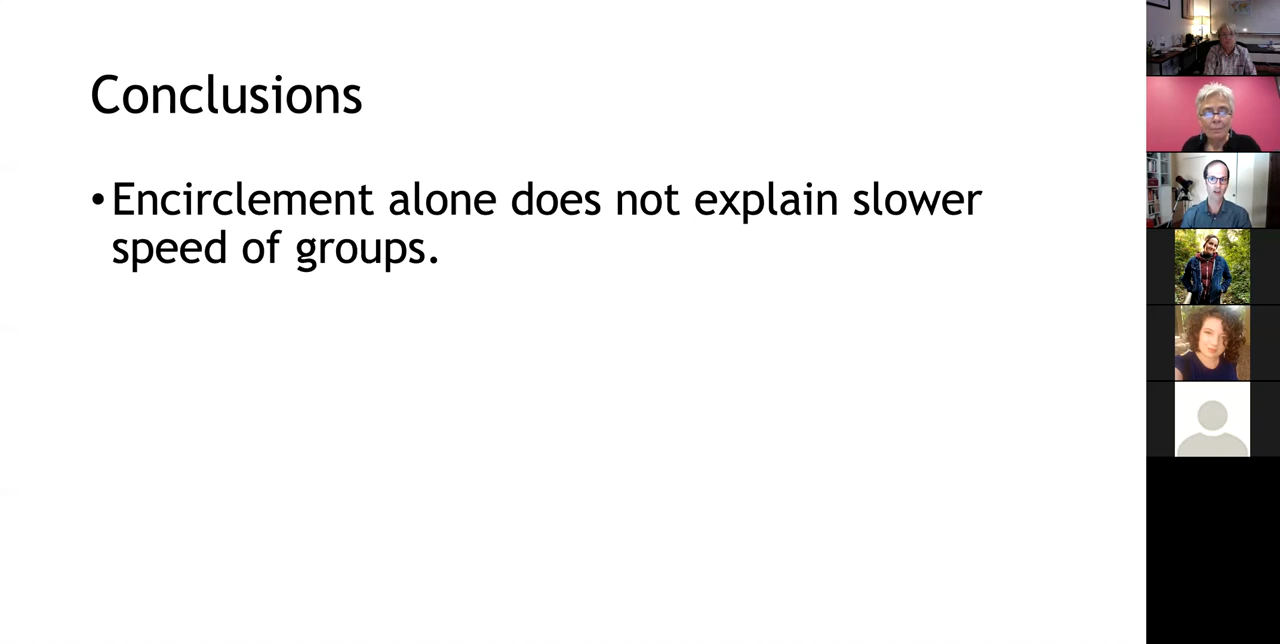 Conclusions
• Encirclement alone does not explain slower
speed of groups.